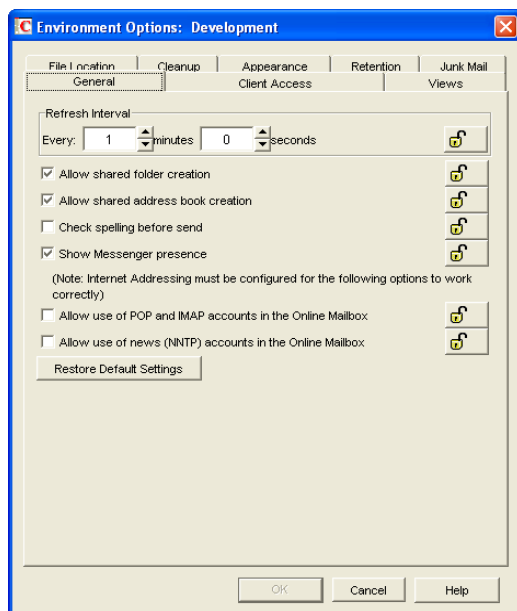 Environment Options: Development
File Location Cleanup Appearance Retention Junk Mail
General Client Access Views
Refresh Interval
Every: 1 minutes 0 seconds
Allow shared folder creation
Allow shared address book creation
Check spelling before send
Show Messenger presence
(Note: Internet Addressing must be configured for the following options to work
correctly)
Allow use of POP and IMAP accounts in the Online Mailbox
Allow use of news (NNTP) accounts in the Online Mailbox
Restore Default Settings
OK Cancel Help